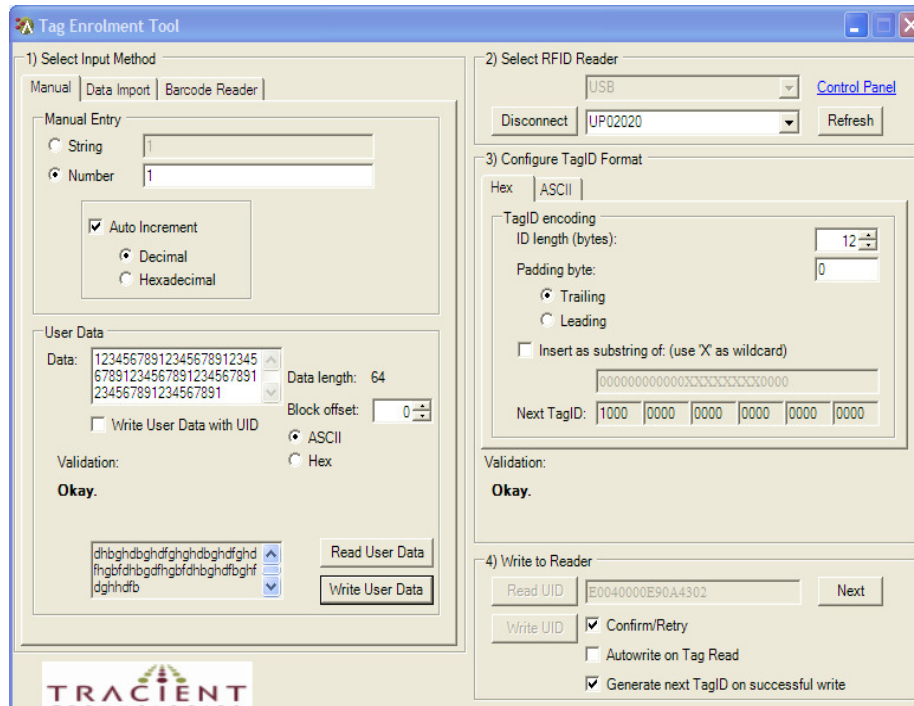 Tag Enrolment Tool
1) Select Input Method
Manual
Data Import
Barcode Reader
Manual Entry
String
1
Number
1
Auto Increment
Decimal
Hexadecimal
User Data
Data:
12345678912345678912345
67891234567891234567891
234567891234567891
Data length: 64
Block offset:
0
Write User Data with UID
ASCII
Hex
Validation:
Okay.
dhbghdbghdfghghdbghdfghd
fhgbfdhbgdfhgbfdhbghdfbghf
dghhdfb
Read User Data
Write User Data
TRACIENT
2) Select RFID Reader
USB
Control Panel
Disconnect
UP02020
Refresh
3) Configure TagID Format
Hex
ASCII
TagID encoding
ID length (bytes):
12
Padding byte:
0
Trailing
Leading
Insert as substring of: (use 'X' as wildcard)
000000000000XXXXXXXX0000
Next TagID: 1000 0000 0000 0000 0000 0000
Validation:
Okay.
4) Write to Reader
Read UID
E0040000E90A4302
Next
Write UID
Confirm/Retry
Autowrite on Tag Read
Generate next TagID on successful write